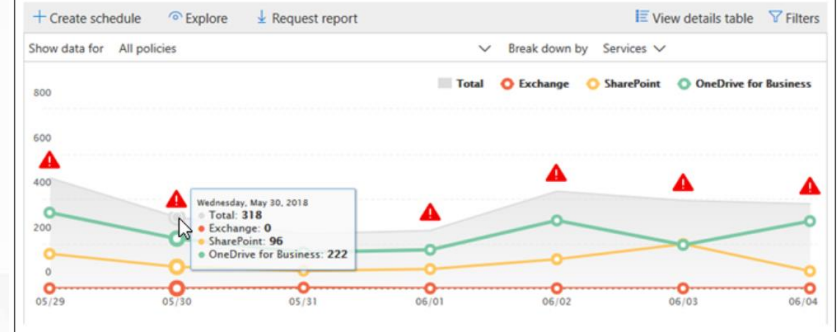 Create schedule Explore Request report View details table Filters
Show data for All policies Break down by Services
Total Exchange SharePoint OneDrive for Business
800
600
400
200
0
Wednesday, May 30, 2018
Total: 318
Exchange: 0
SharePoint: 96
OneDrive for Business: 222
05/29 05/30 05/31 06/01 06/02 06/03 06/04